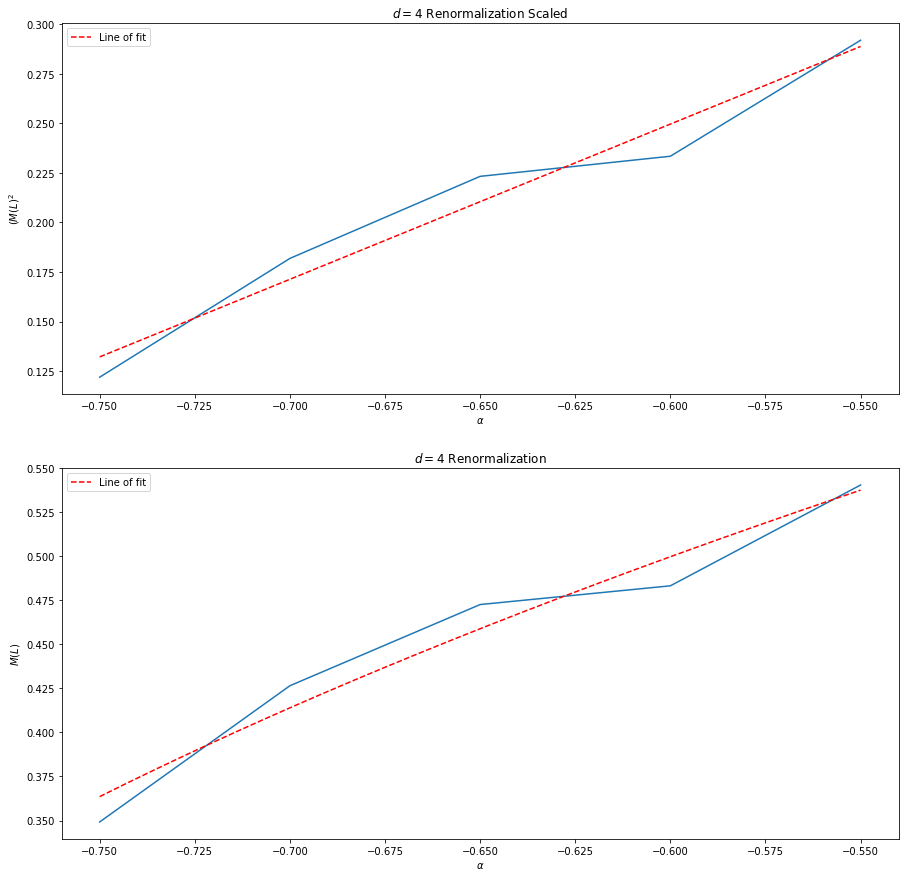 d = 4 Renormalization Scaled
0.300
0.275
0.250
0.225
0.200
0.175
0.150
0.125
(M(L)²
Line of fit
−0.750 −0.725 −0.700 −0.675 −0.650 −0.625 −0.600 −0.575 −0.550
α
d = 4 Renormalization
0.550
0.525
0.500
0.475
0.450
0.425
0.400
0.375
0.350
M(L)
Line of fit
−0.750 −0.725 −0.700 −0.675 −0.650 −0.625 −0.600 −0.575 −0.550
α